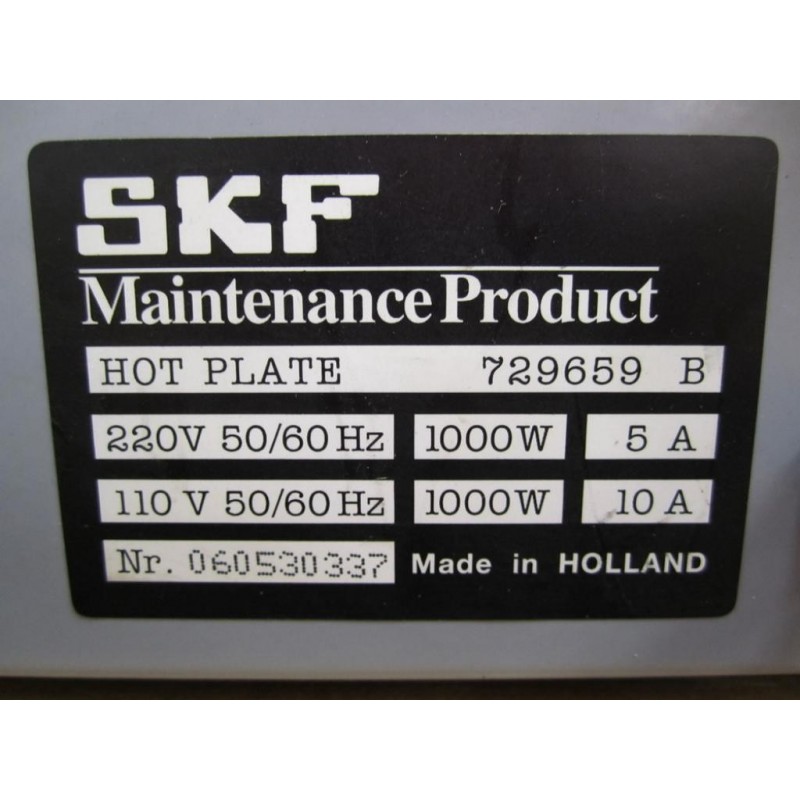 SKF
Maintenance Product
HOT PLATE 729659 B
220V 50/60 Hz 1000W 5 A
110 V 50/60 Hz 1000W 10 A
Nr. 060530337 Made in HOLLAND